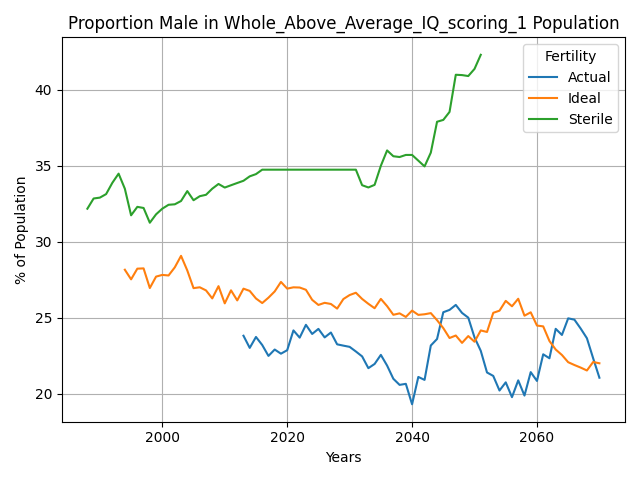 Proportion Male in Whole_Above_Average_IQ_scoring_1 Population
Fertility
Actual
Ideal
Sterile
% of Population
40
35
30
25
20
2000
2020
2040
2060
Years